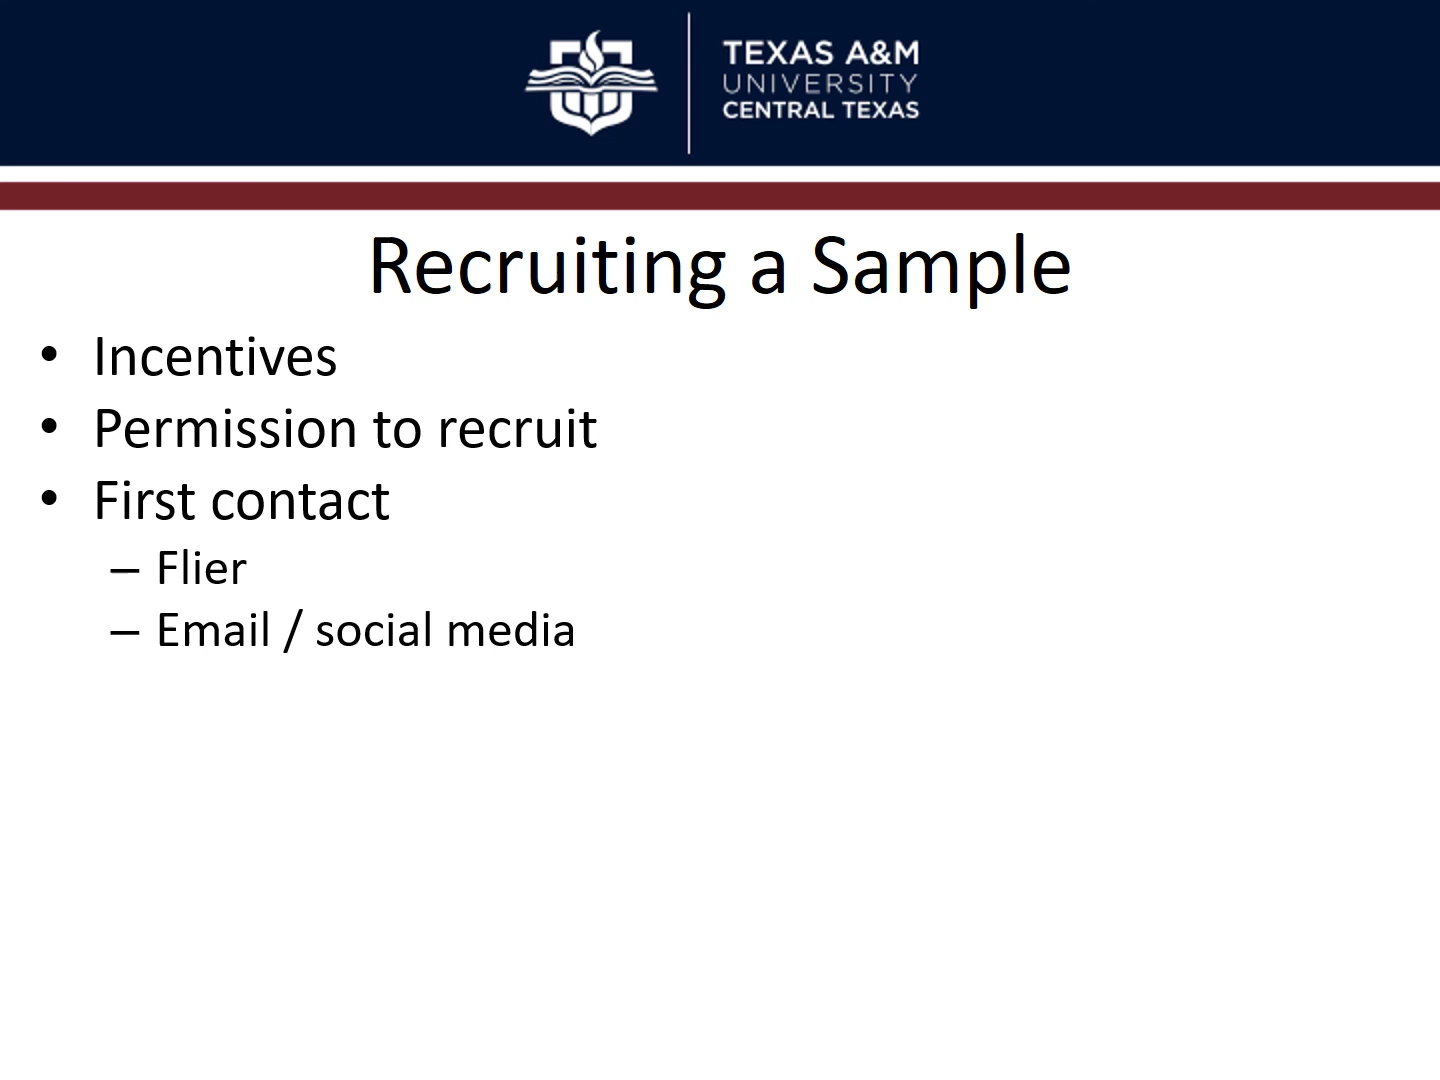 TEXAS A&M
UNIVERSITY
CENTRAL TEXAS
Recruiting a Sample
• Incentives
• Permission to recruit
• First contact
– Flier
– Email / social media